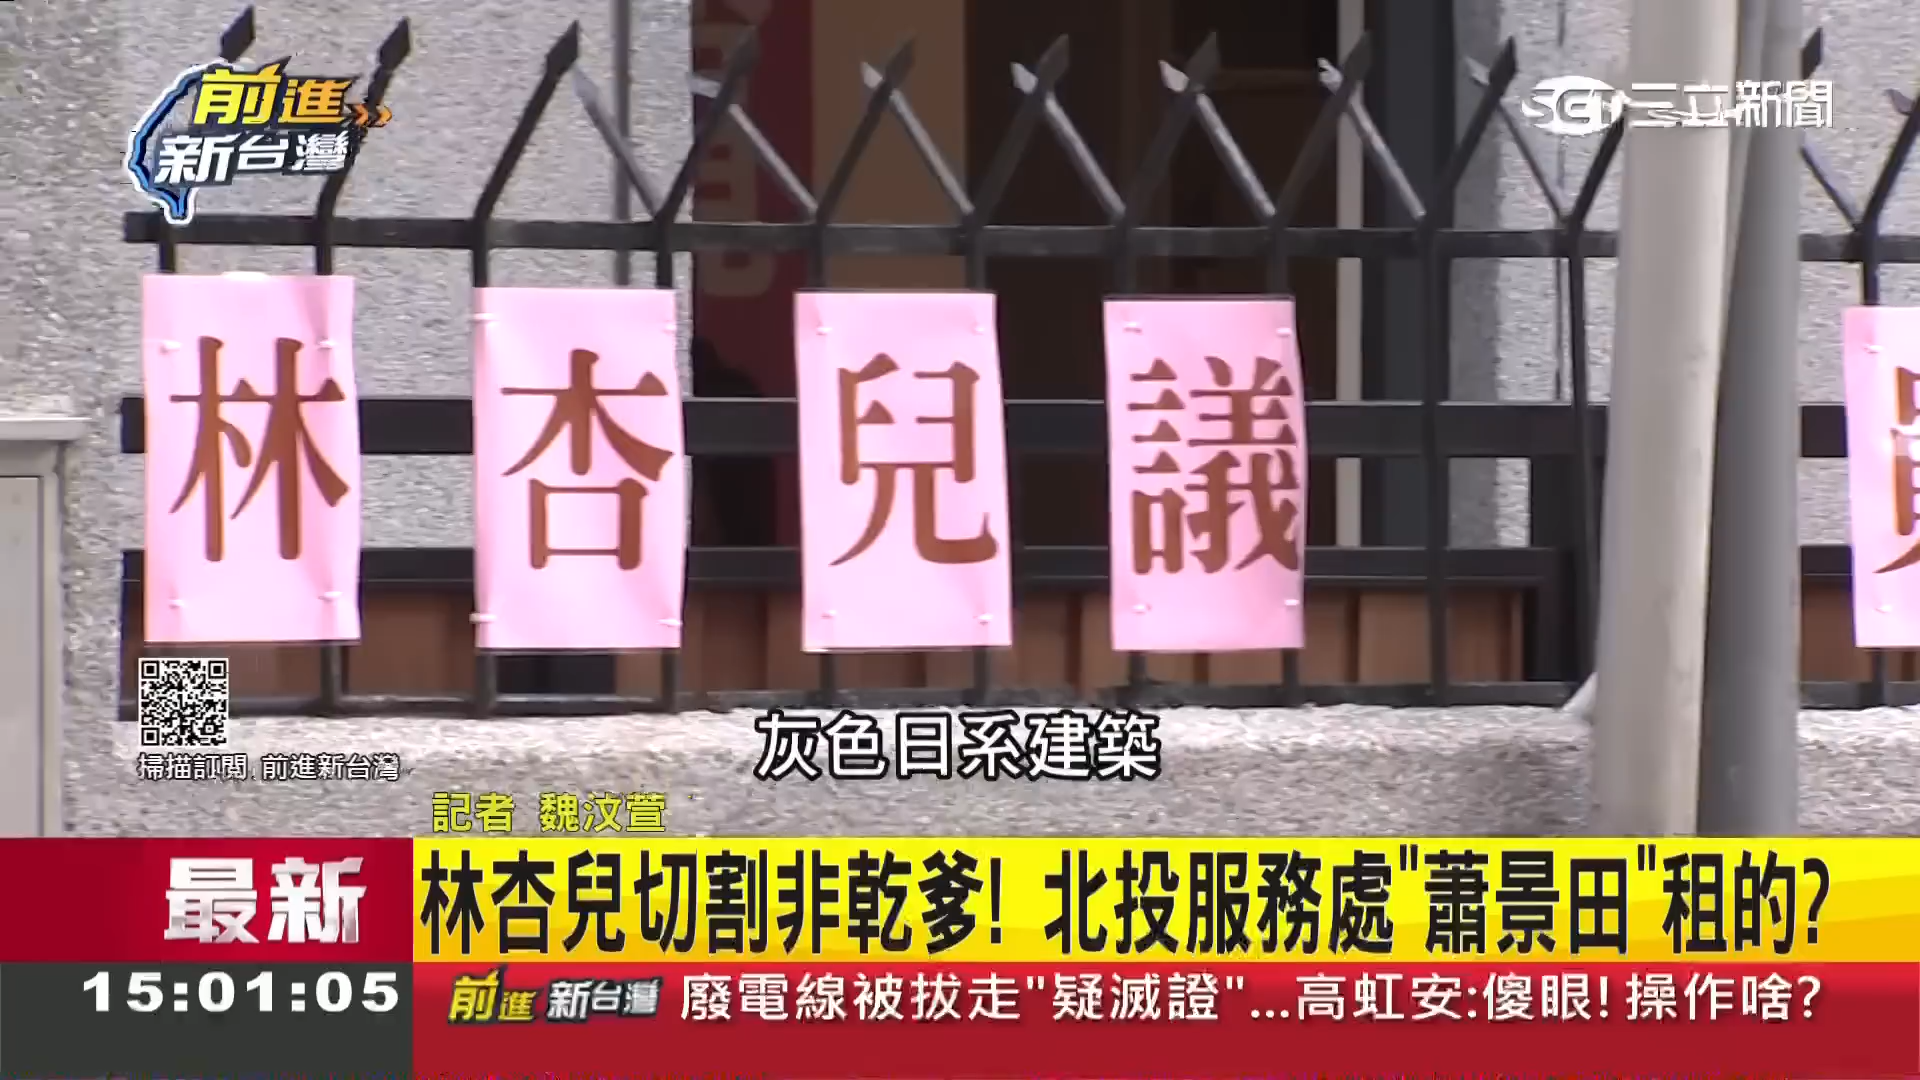 前進
新台灣
三立新聞
林杏兒議員
掃描訂閱 前進新台灣
灰色日系建築
記者 魏汶萱
最新
林杏兒切割非乾爹! 北投服務處"蕭景田"租的?
15:01:05
前進新台灣 廢電線被拔走"疑滅證"...高虹安:傻眼! 操作啥?